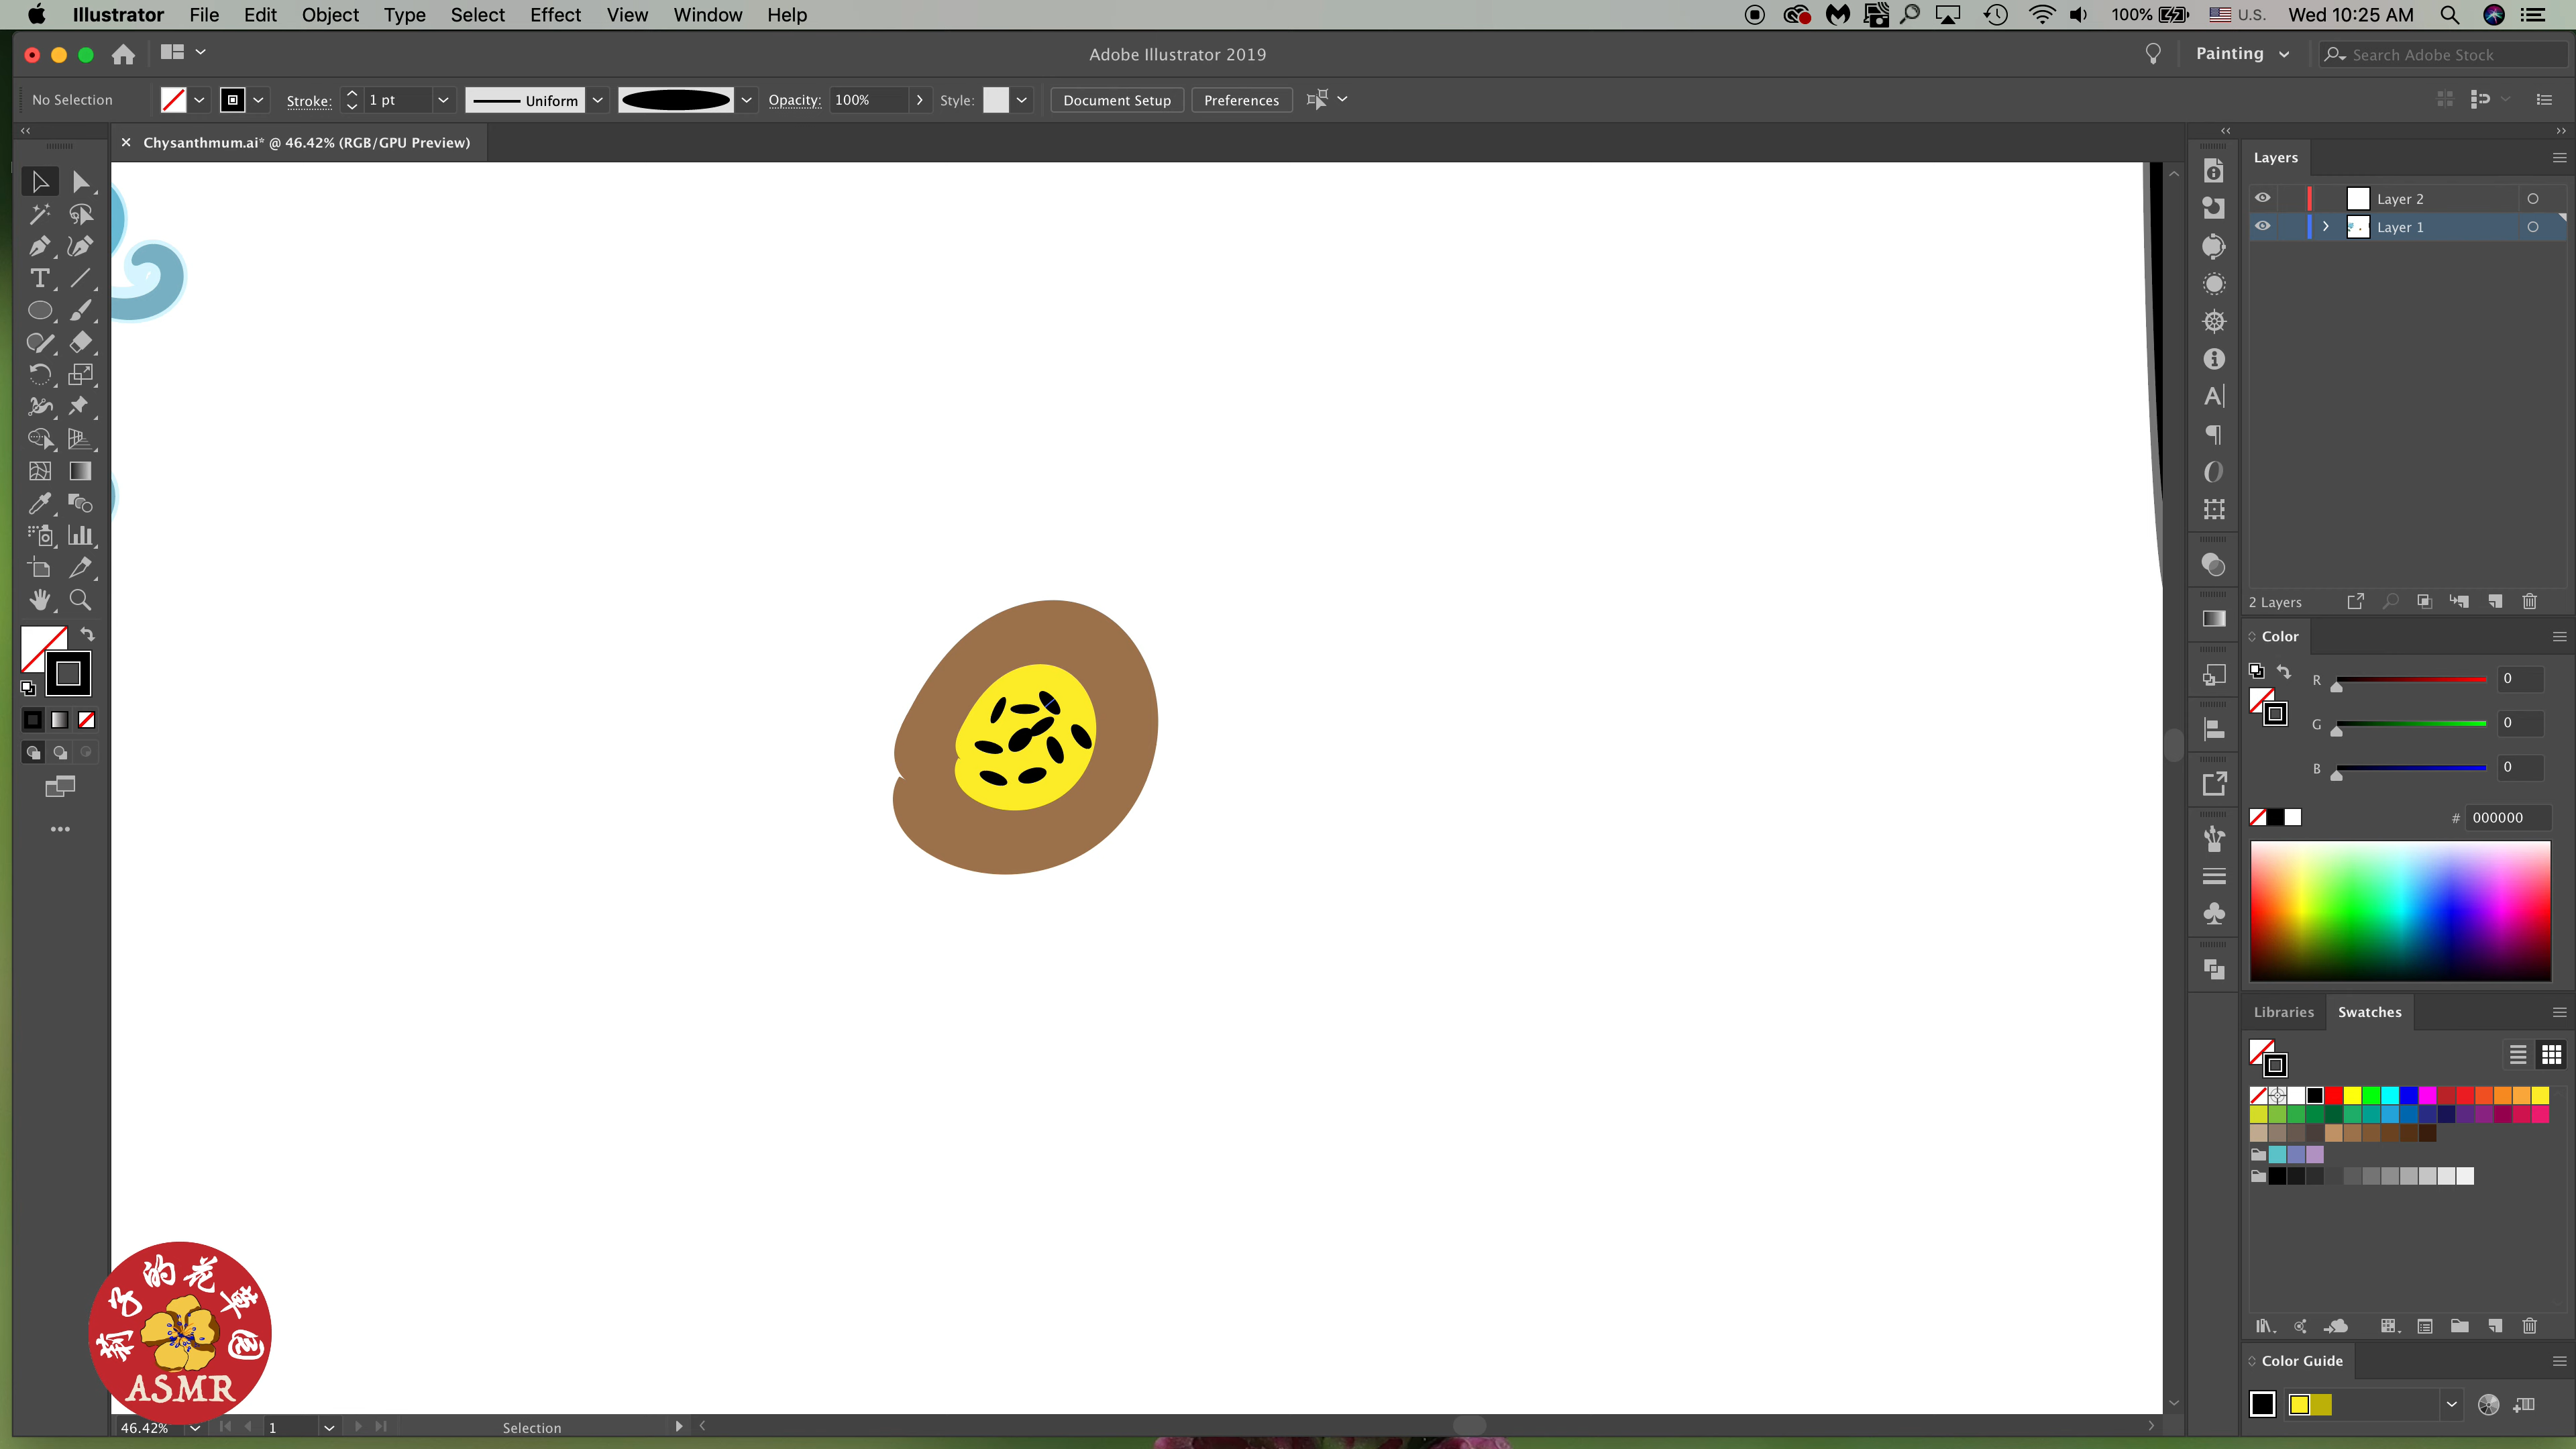 Illustrator File Edit Object Type Select Effect View Window Help 100% U.S. Wed 10:25 AM
Adobe Illustrator 2019 Painting Search Adobe Stock
No Selection Stroke: 1 pt Uniform Opacity: 100% Style: Document Setup Preferences
Chysanthmum.ai* @ 46.42% (RGB/GPU Preview)
Layers
Layer 2
Layer 1
2 Layers
Color
R 0
G 0
B 0
# 000000
Libraries Swatches
Color Guide
的花草
ASMR
46.42% 1 Selection